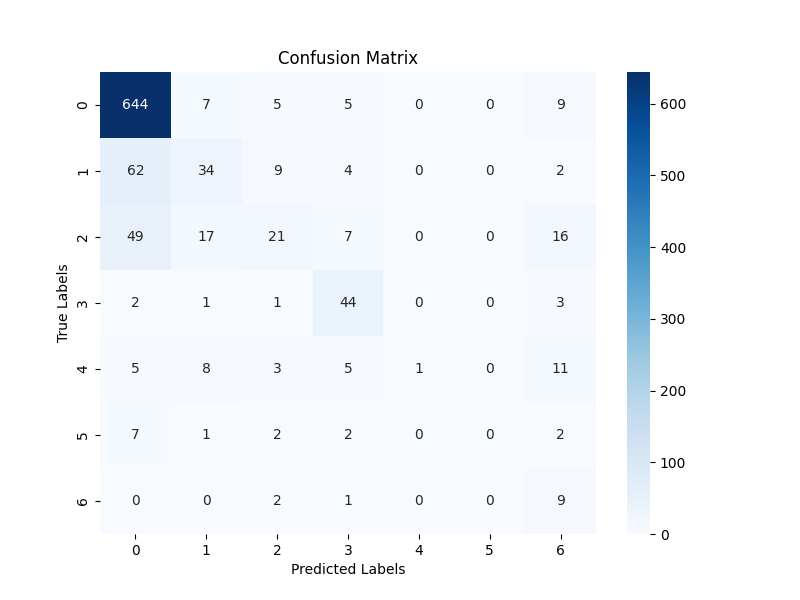 Confusion Matrix
0 644 7 5 5 0 0 9
1 62 34 9 4 0 0 2
2 49 17 21 7 0 0 16
3 2 1 1 44 0 0 3
4 5 8 3 5 1 0 11
5 7 1 2 2 0 0 2
6 0 0 2 1 0 0 9
0 1 2 3 4 5 6
Predicted Labels
True Labels
600
500
400
300
200
100
0